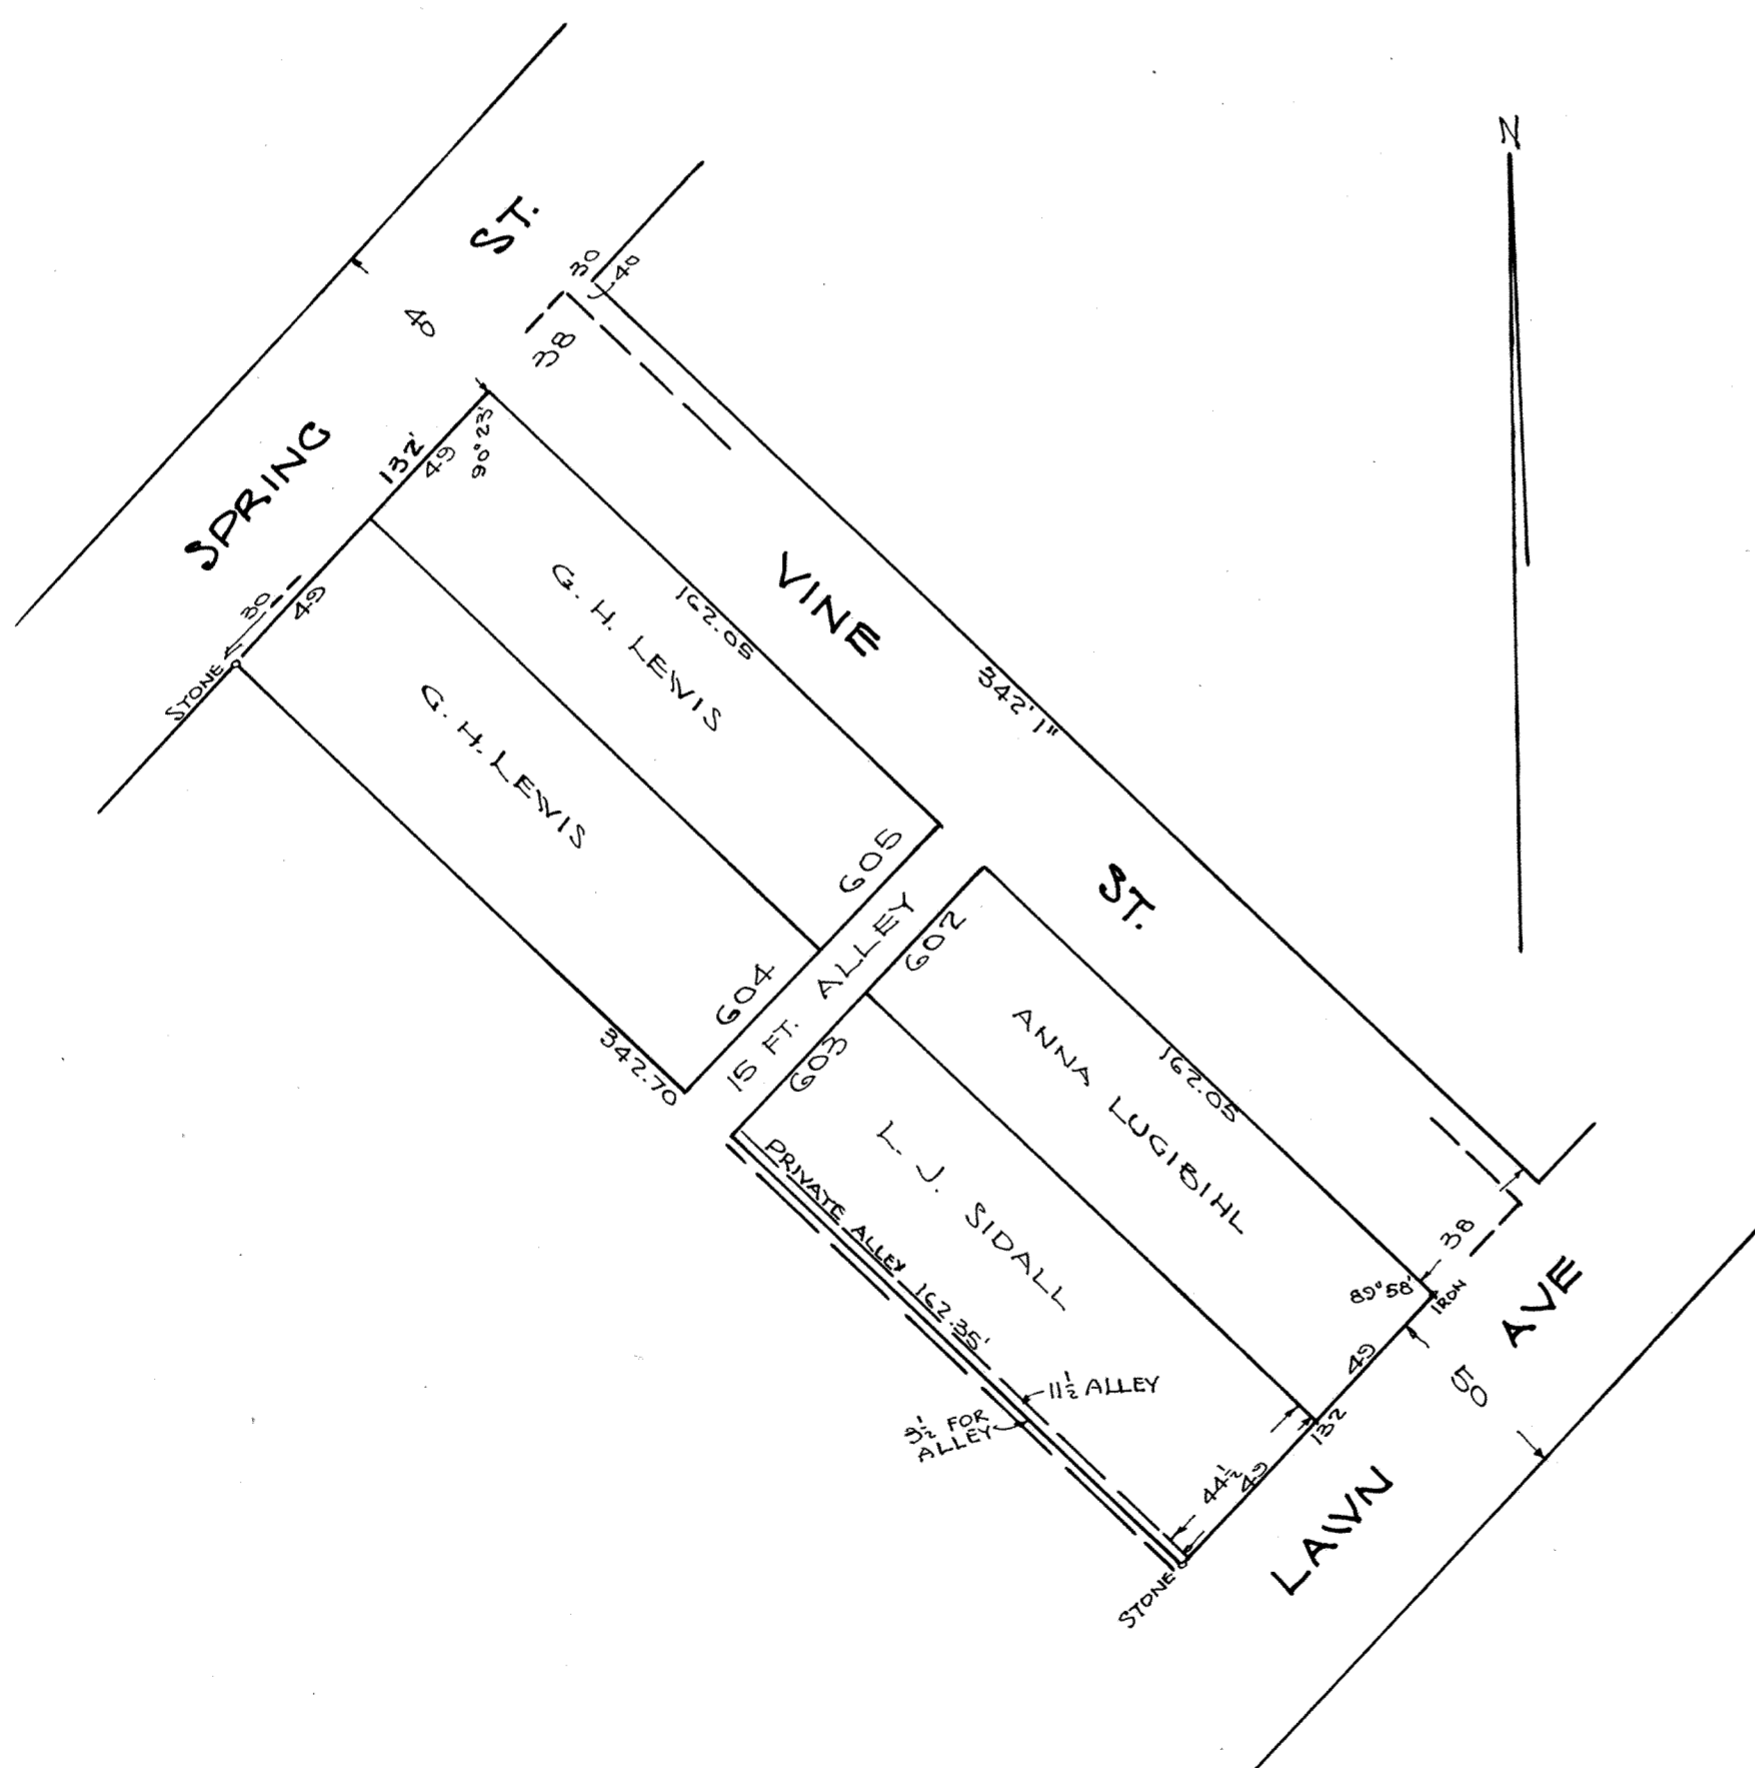 N
SPRING ST.
40
30
40
38
132'
49
90°23'
30
49
STONE
VINE ST.
342' 1"
G. H. LEWIS
162.05
G. H. LEWIS
605
604
342.70
15 FT. ALLEY
602
603
ANNA LUGIBIHL
162.05
L. J. SIDALL
PRIVATE ALLEY 162.35'
11½ ALLEY
9½ FOR
ALLEY
38
89°58'
IRON
49
132
44½
49
STONE
50
LAWN AVE